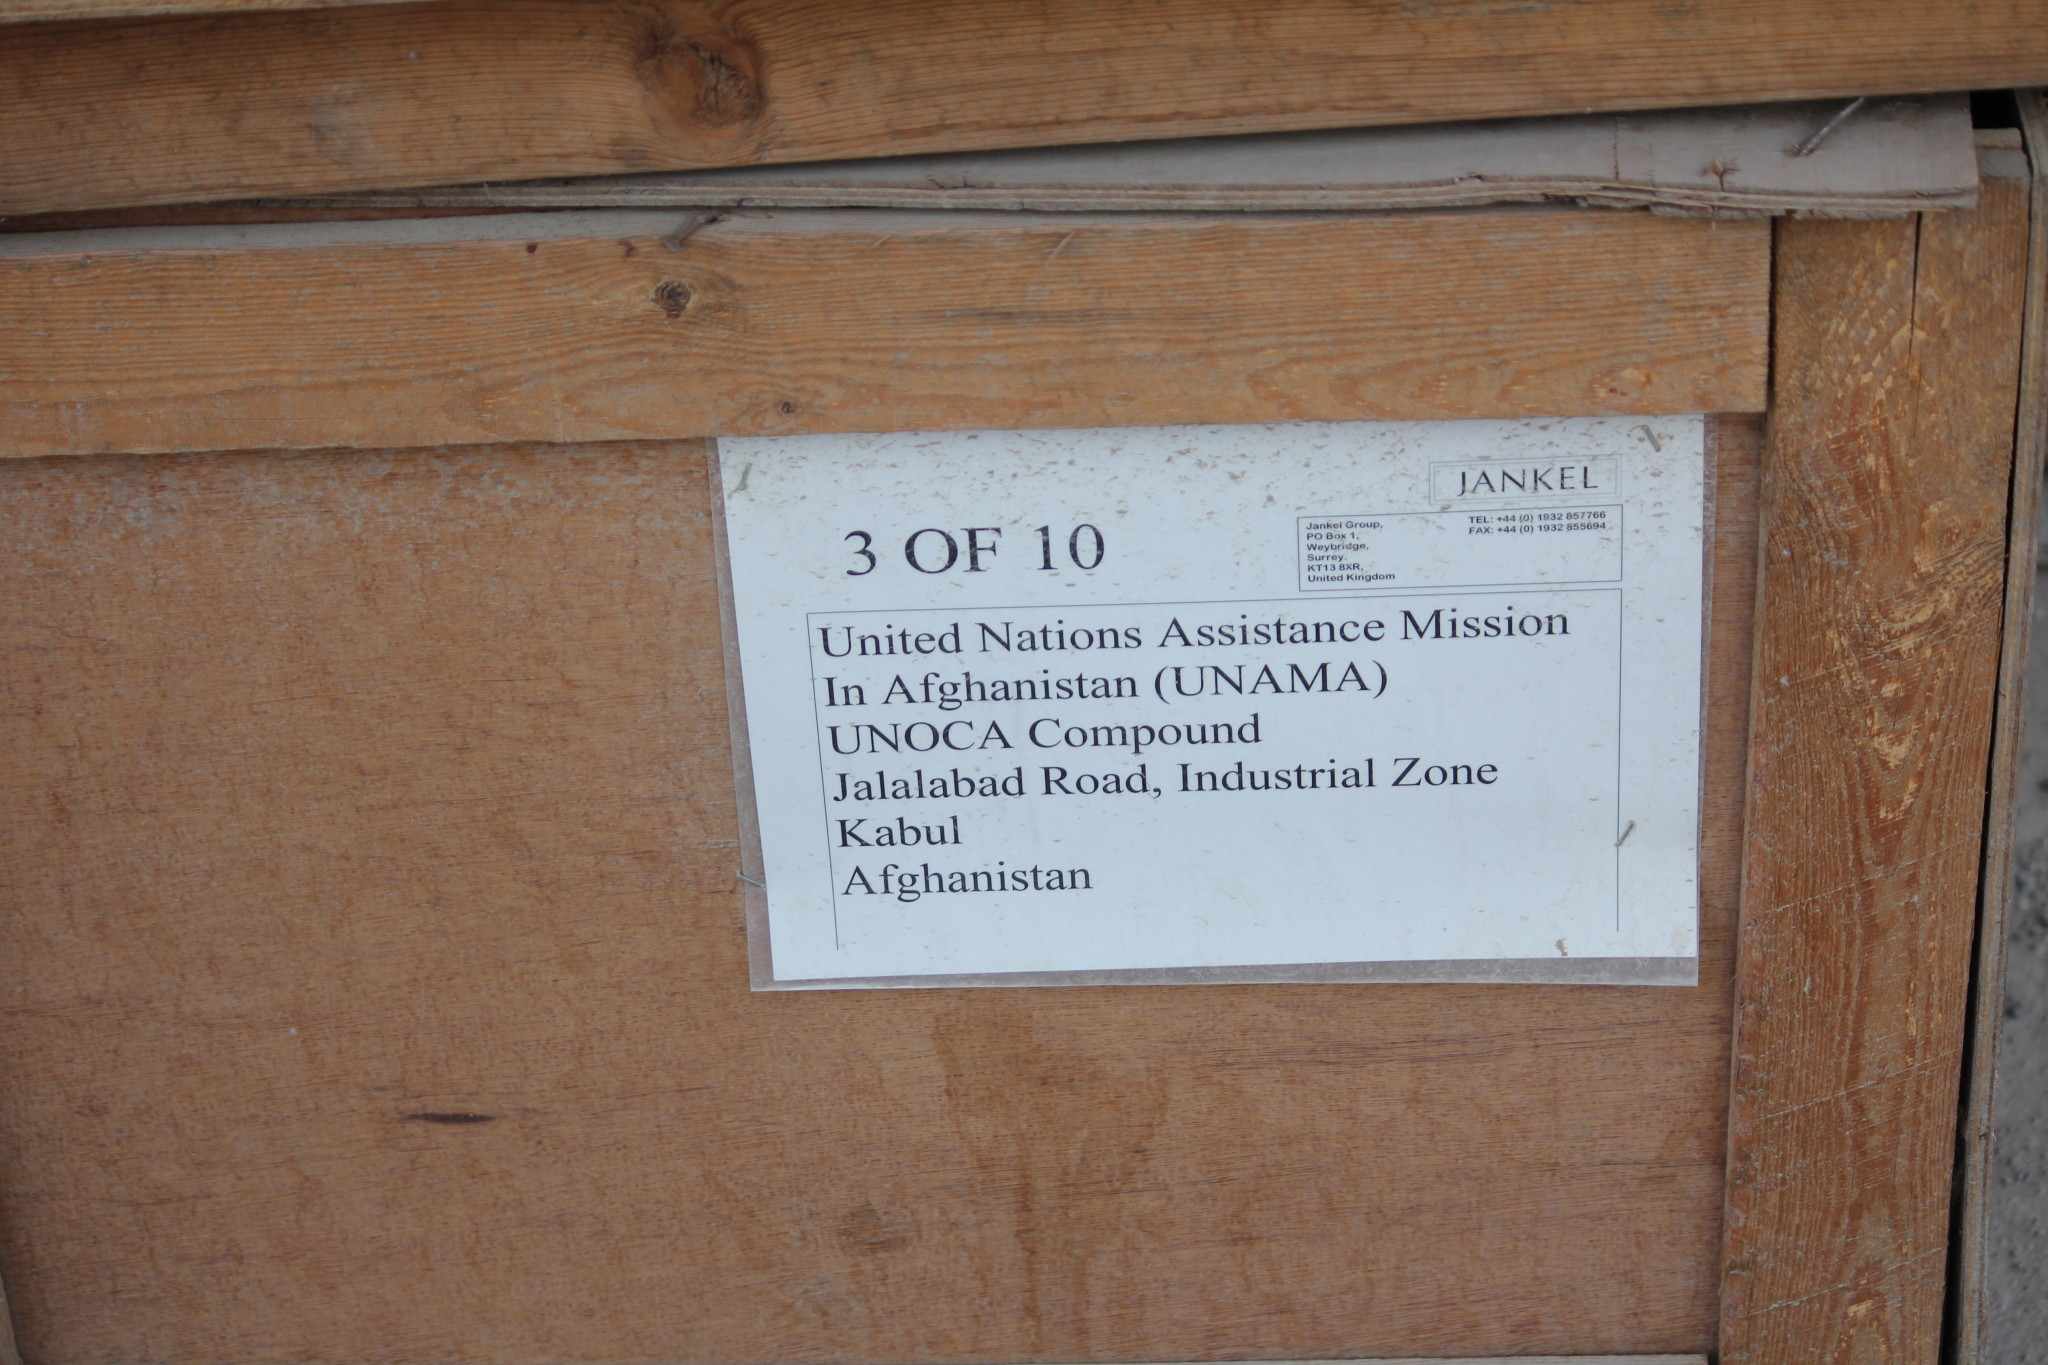 JANKEL
3 OF 10
Jankel Group,
PO Box 1,
Weybridge,
Surrey.
KT13 8XR,
United Kingdom
TEL: +44 (0) 1932 857766
FAX: +44 (0) 1932 855694
United Nations Assistance Mission
In Afghanistan (UNAMA)
UNOCA Compound
Jalalabad Road, Industrial Zone
Kabul
Afghanistan